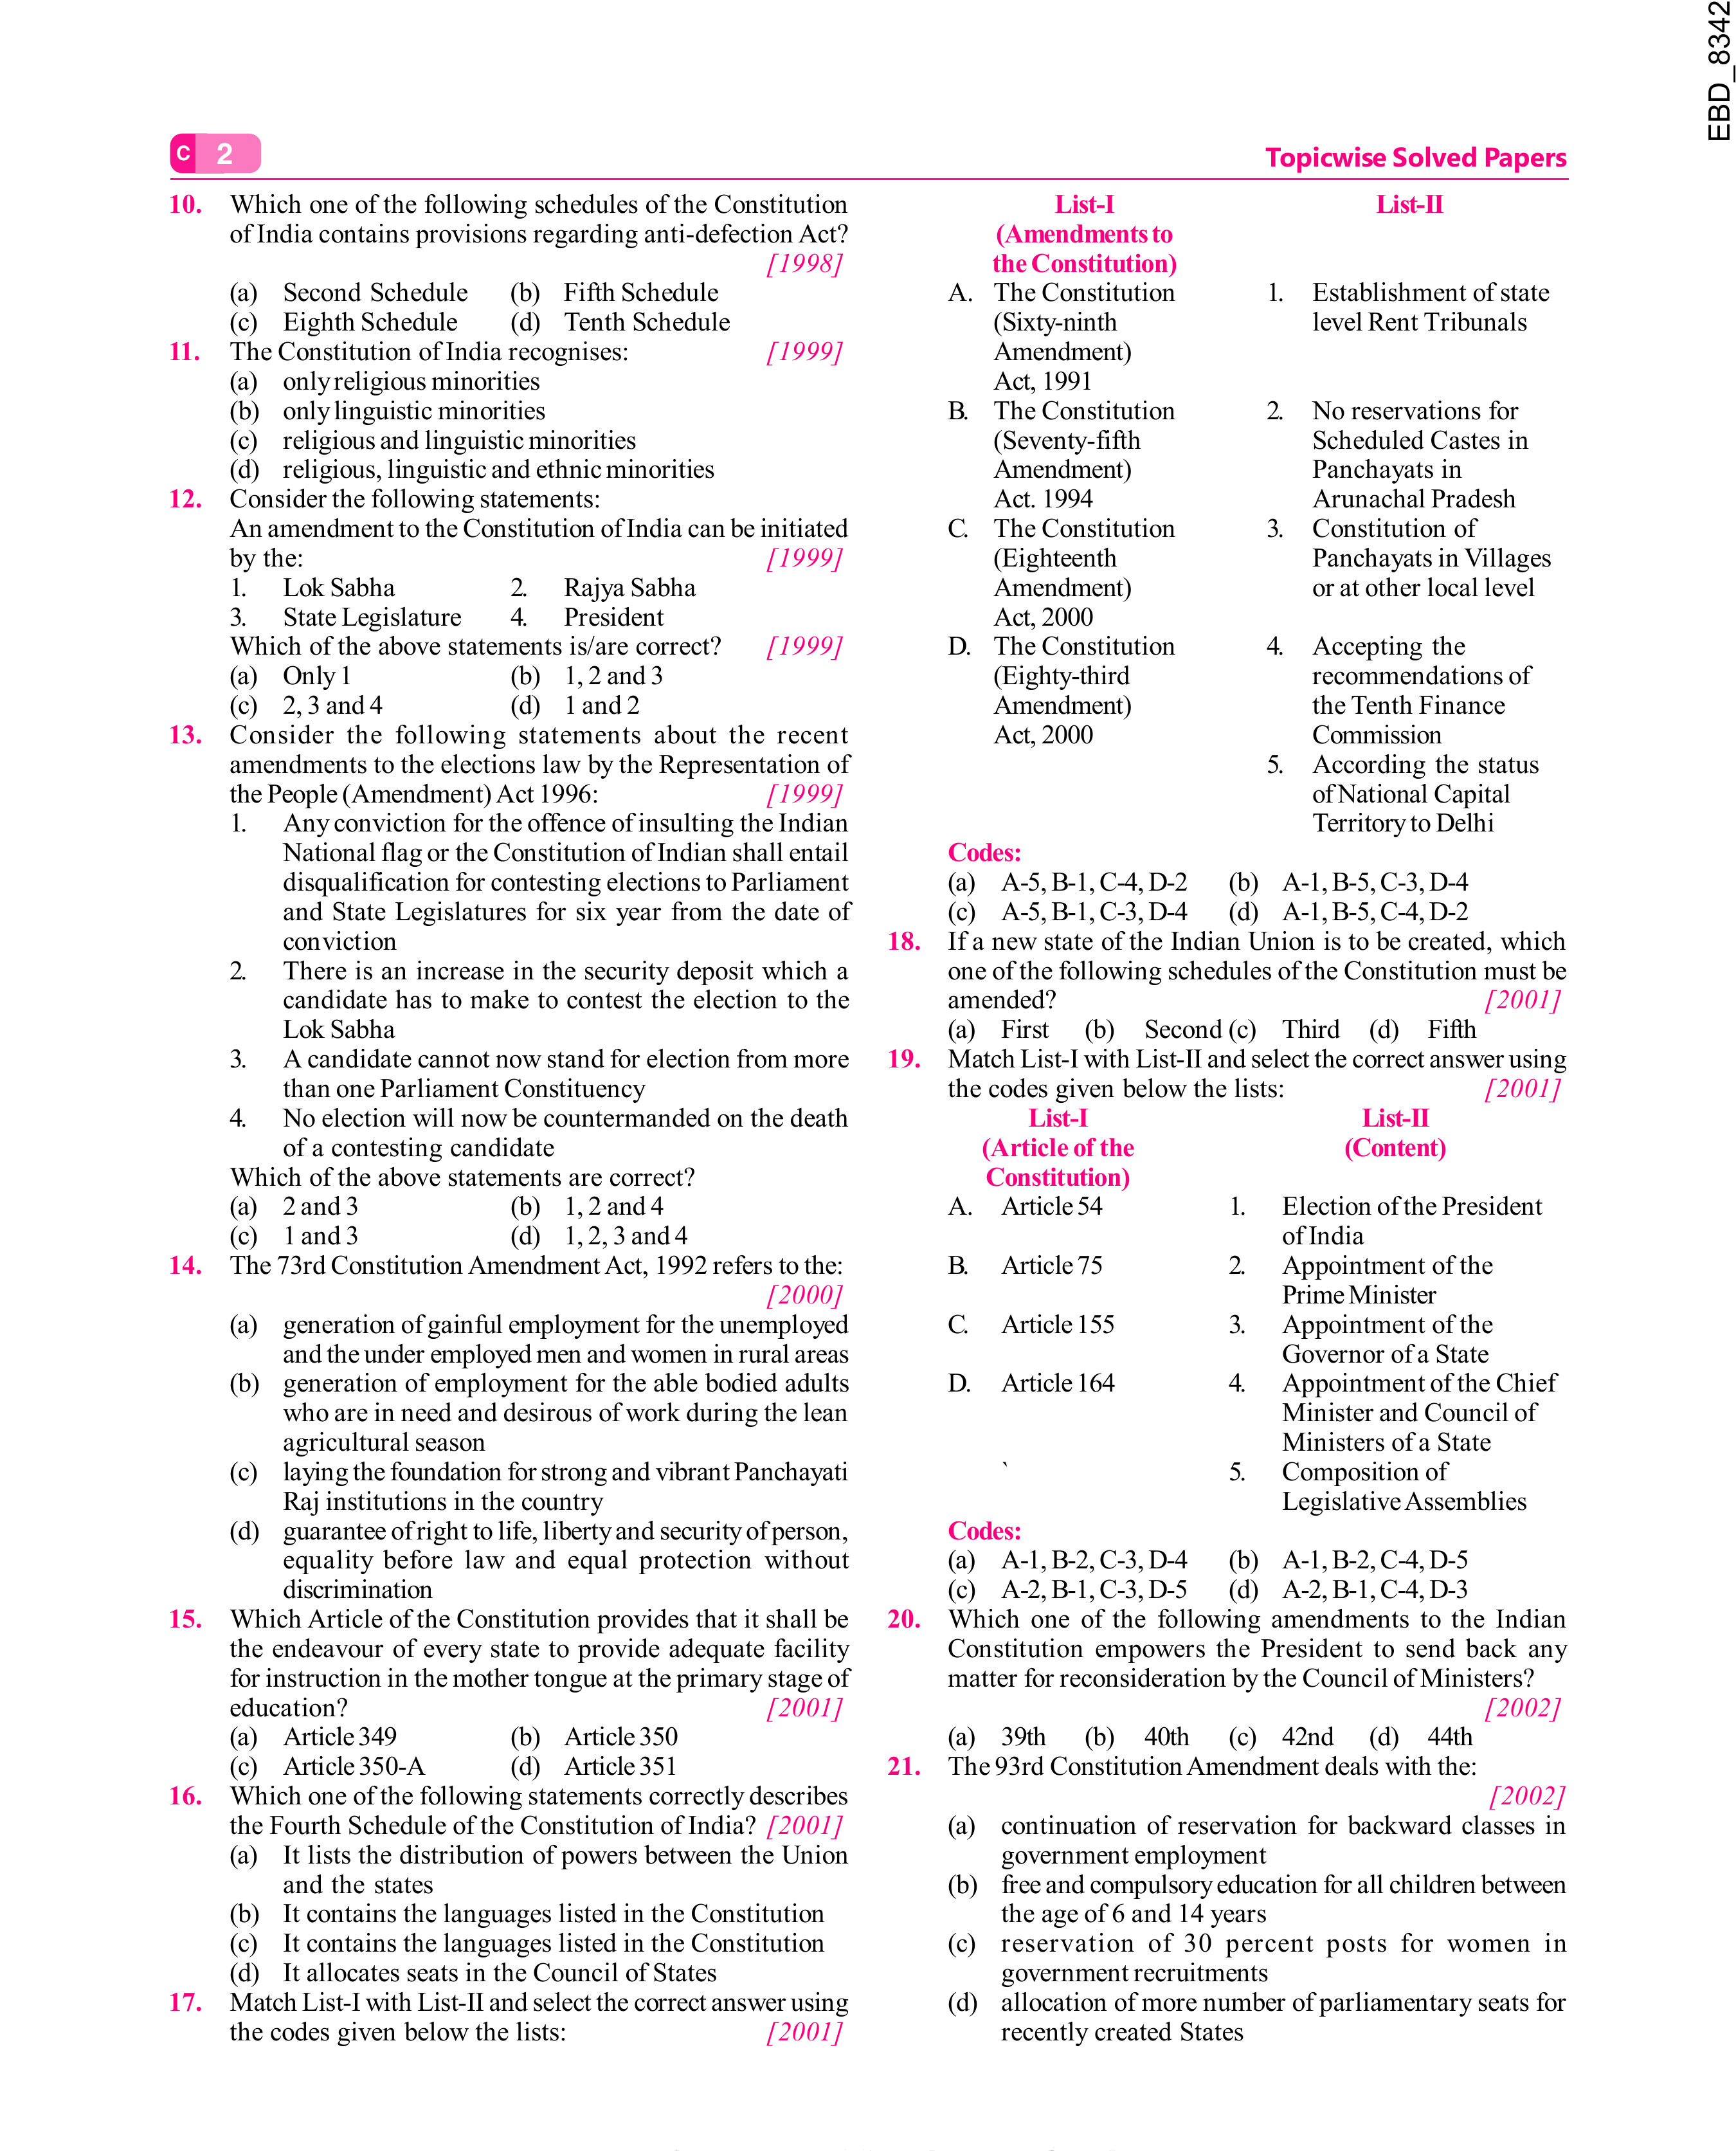 EBD_8342
C 2
Topicwise Solved Papers
10. Which one of the following schedules of the Constitution
of India contains provisions regarding anti-defection Act?
[1998]
(a) Second Schedule (b) Fifth Schedule
(c) Eighth Schedule (d) Tenth Schedule
11. The Constitution of India recognises: [1999]
(a) only religious minorities
(b) only linguistic minorities
(c) religious and linguistic minorities
(d) religious, linguistic and ethnic minorities
12. Consider the following statements:
An amendment to the Constitution of India can be initiated
by the: [1999]
1. Lok Sabha 2. Rajya Sabha
3. State Legislature 4. President
Which of the above statements is/are correct? [1999]
(a) Only 1 (b) 1, 2 and 3
(c) 2, 3 and 4 (d) 1 and 2
13. Consider the following statements about the recent
amendments to the elections law by the Representation of
the People (Amendment) Act 1996: [1999]
1. Any conviction for the offence of insulting the Indian
National flag or the Constitution of Indian shall entail
disqualification for contesting elections to Parliament
and State Legislatures for six year from the date of
conviction
2. There is an increase in the security deposit which a
candidate has to make to contest the election to the
Lok Sabha
3. A candidate cannot now stand for election from more
than one Parliament Constituency
4. No election will now be countermanded on the death
of a contesting candidate
Which of the above statements are correct?
(a) 2 and 3 (b) 1, 2 and 4
(c) 1 and 3 (d) 1, 2, 3 and 4
14. The 73rd Constitution Amendment Act, 1992 refers to the:
[2000]
(a) generation of gainful employment for the unemployed
and the under employed men and women in rural areas
(b) generation of employment for the able bodied adults
who are in need and desirous of work during the lean
agricultural season
(c) laying the foundation for strong and vibrant Panchayati
Raj institutions in the country
(d) guarantee of right to life, liberty and security of person,
equality before law and equal protection without
discrimination
15. Which Article of the Constitution provides that it shall be
the endeavour of every state to provide adequate facility
for instruction in the mother tongue at the primary stage of
education? [2001]
(a) Article 349 (b) Article 350
(c) Article 350-A (d) Article 351
16. Which one of the following statements correctly describes
the Fourth Schedule of the Constitution of India? [2001]
(a) It lists the distribution of powers between the Union
and the states
(b) It contains the languages listed in the Constitution
(c) It contains the languages listed in the Constitution
(d) It allocates seats in the Council of States
17. Match List-I with List-II and select the correct answer using
the codes given below the lists: [2001]
List-I List-II
(Amendments to
the Constitution)
A. The Constitution 1. Establishment of state
(Sixty-ninth level Rent Tribunals
Amendment)
Act, 1991
B. The Constitution 2. No reservations for
(Seventy-fifth Scheduled Castes in
Amendment) Panchayats in
Act. 1994 Arunachal Pradesh
C. The Constitution 3. Constitution of
(Eighteenth Panchayats in Villages
Amendment) or at other local level
Act, 2000
D. The Constitution 4. Accepting the
(Eighty-third recommendations of
Amendment) the Tenth Finance
Act, 2000 Commission
5. According the status
of National Capital
Territory to Delhi
Codes:
(a) A-5, B-1, C-4, D-2 (b) A-1, B-5, C-3, D-4
(c) A-5, B-1, C-3, D-4 (d) A-1, B-5, C-4, D-2
18. If a new state of the Indian Union is to be created, which
one of the following schedules of the Constitution must be
amended? [2001]
(a) First (b) Second (c) Third (d) Fifth
19. Match List-I with List-II and select the correct answer using
the codes given below the lists: [2001]
List-I List-II
(Article of the (Content)
Constitution)
A. Article 54 1. Election of the President
of India
B. Article 75 2. Appointment of the
Prime Minister
C. Article 155 3. Appointment of the
Governor of a State
D. Article 164 4. Appointment of the Chief
Minister and Council of
Ministers of a State
` 5. Composition of
Legislative Assemblies
Codes:
(a) A-1, B-2, C-3, D-4 (b) A-1, B-2, C-4, D-5
(c) A-2, B-1, C-3, D-5 (d) A-2, B-1, C-4, D-3
20. Which one of the following amendments to the Indian
Constitution empowers the President to send back any
matter for reconsideration by the Council of Ministers?
[2002]
(a) 39th (b) 40th (c) 42nd (d) 44th
21. The 93rd Constitution Amendment deals with the:
[2002]
(a) continuation of reservation for backward classes in
government employment
(b) free and compulsory education for all children between
the age of 6 and 14 years
(c) reservation of 30 percent posts for women in
government recruitments
(d) allocation of more number of parliamentary seats for
recently created States